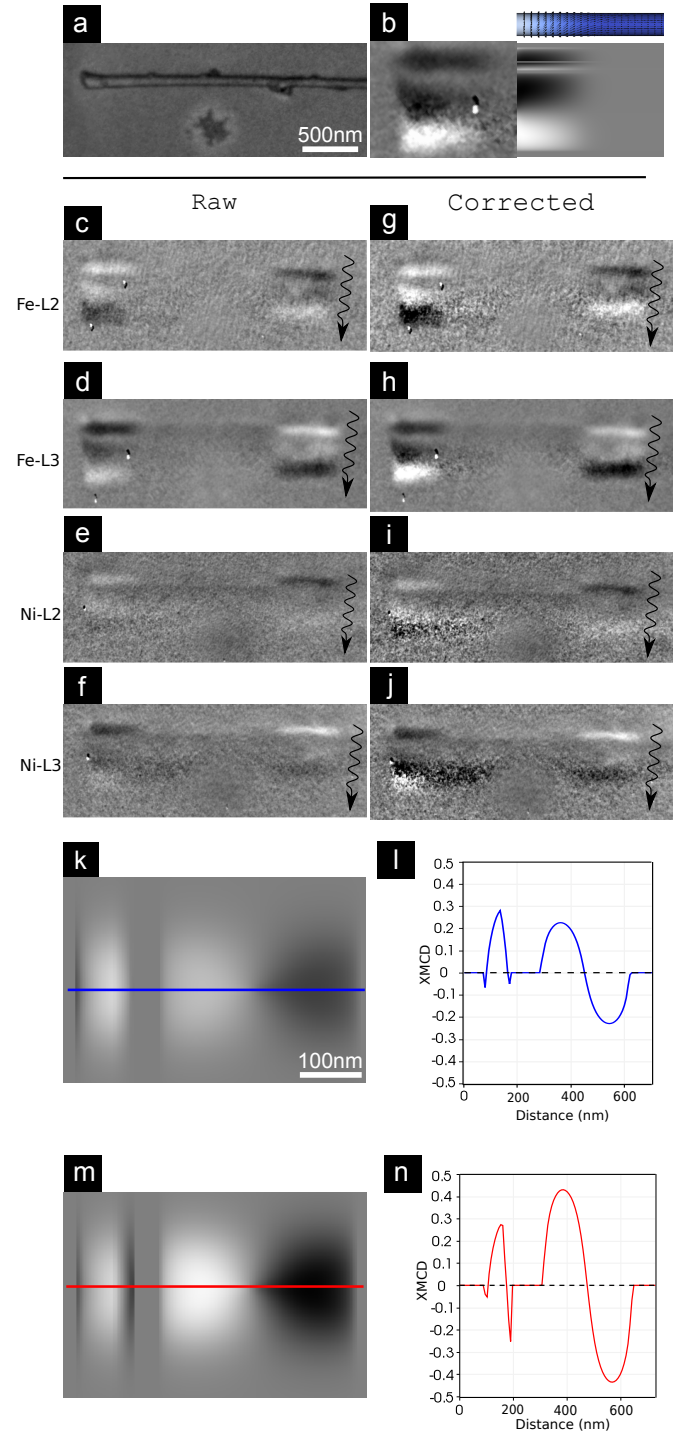 a
b
500nm
Raw
Corrected
c
g
Fe-L2
d
h
Fe-L3
e
i
Ni-L2
f
j
Ni-L3
k
100nm
l
0.5
0.4
0.3
0.2
0.1
0
-0.1
-0.2
-0.3
-0.4
-0.5
XMCD
0 200 400 600
Distance (nm)
m
n
0.5
0.4
0.3
0.2
0.1
0
-0.1
-0.2
-0.3
-0.4
-0.5
XMCD
0 200 400 600
Distance (nm)